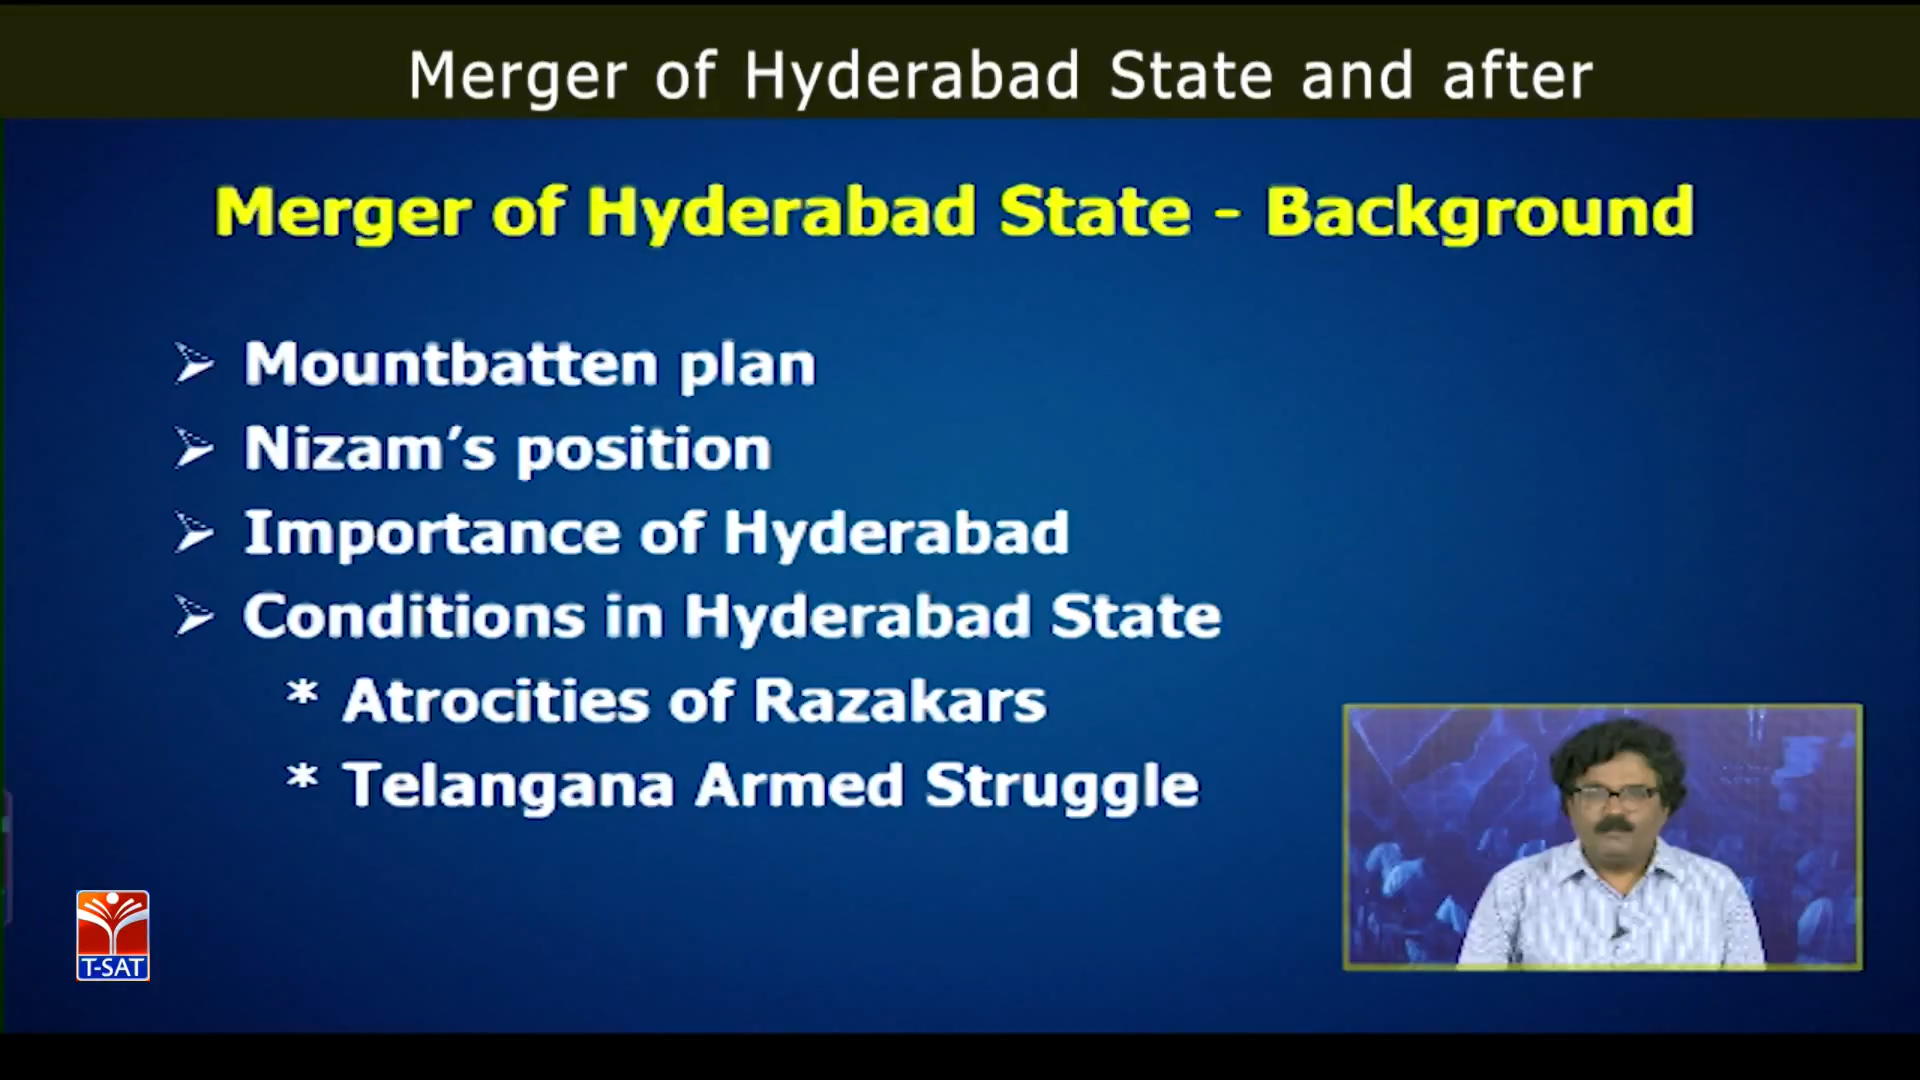 Merger of Hyderabad State and after
Merger of Hyderabad State - Background
➢ Mountbatten plan
➢ Nizam’s position
➢ Importance of Hyderabad
➢ Conditions in Hyderabad State
* Atrocities of Razakars
* Telangana Armed Struggle
T-SAT